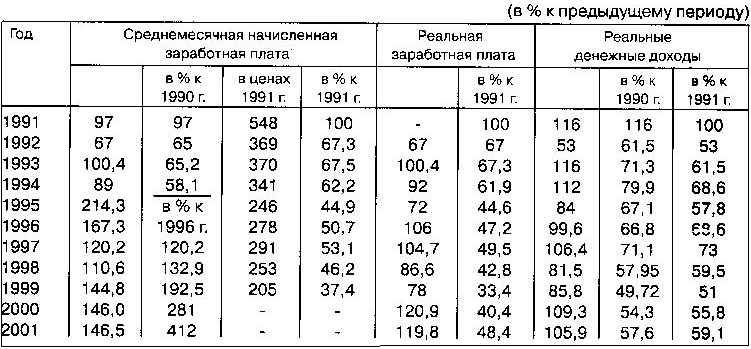 (в % к предыдущему периоду)
Год Среднемесячная начисленная заработная плата Реальная заработная плата Реальные денежные доходы
в % к 1990 г. в ценах 1991 г. в % к 1991 г. в % к 1991 г. в % к 1990 г. в % к 1991 г.
1991 97 97 548 100 - 100 116 116 100
1992 67 65 369 67,3 67 67 53 61,5 53
1993 100,4 65,2 370 67,5 100,4 67,3 116 71,3 61,5
1994 89 58,1 341 62,2 92 61,9 112 79,9 68,6
1995 214,3 в % к 246 44,9 72 44,6 84 67,1 57,8
1996 167,3 1996 г. 278 50,7 106 47,2 99,6 66,8 63,6
1997 120,2 120,2 291 53,1 104,7 49,5 106,4 71,1 73
1998 110,6 132,9 253 46,2 86,6 42,8 81,5 57,95 59,5
1999 144,8 192,5 205 37,4 78 33,4 85,8 49,72 51
2000 146,0 281 - - 120,9 40,4 109,3 54,3 55,8
2001 146,5 412 - - 119,8 48,4 105,9 57,6 59,1